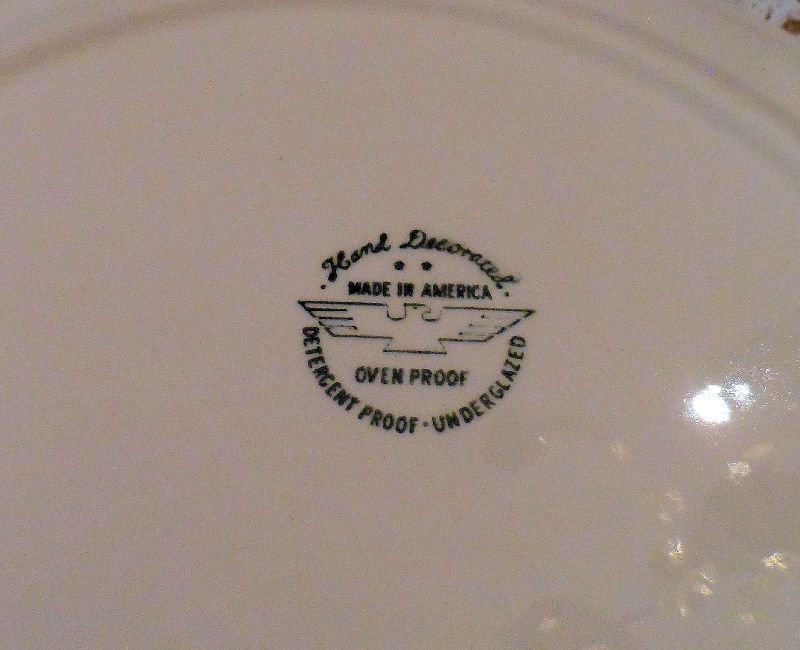 Hand Decorated
MADE IN AMERICA
OVEN PROOF
DETERGENT PROOF · UNDERGLAZED